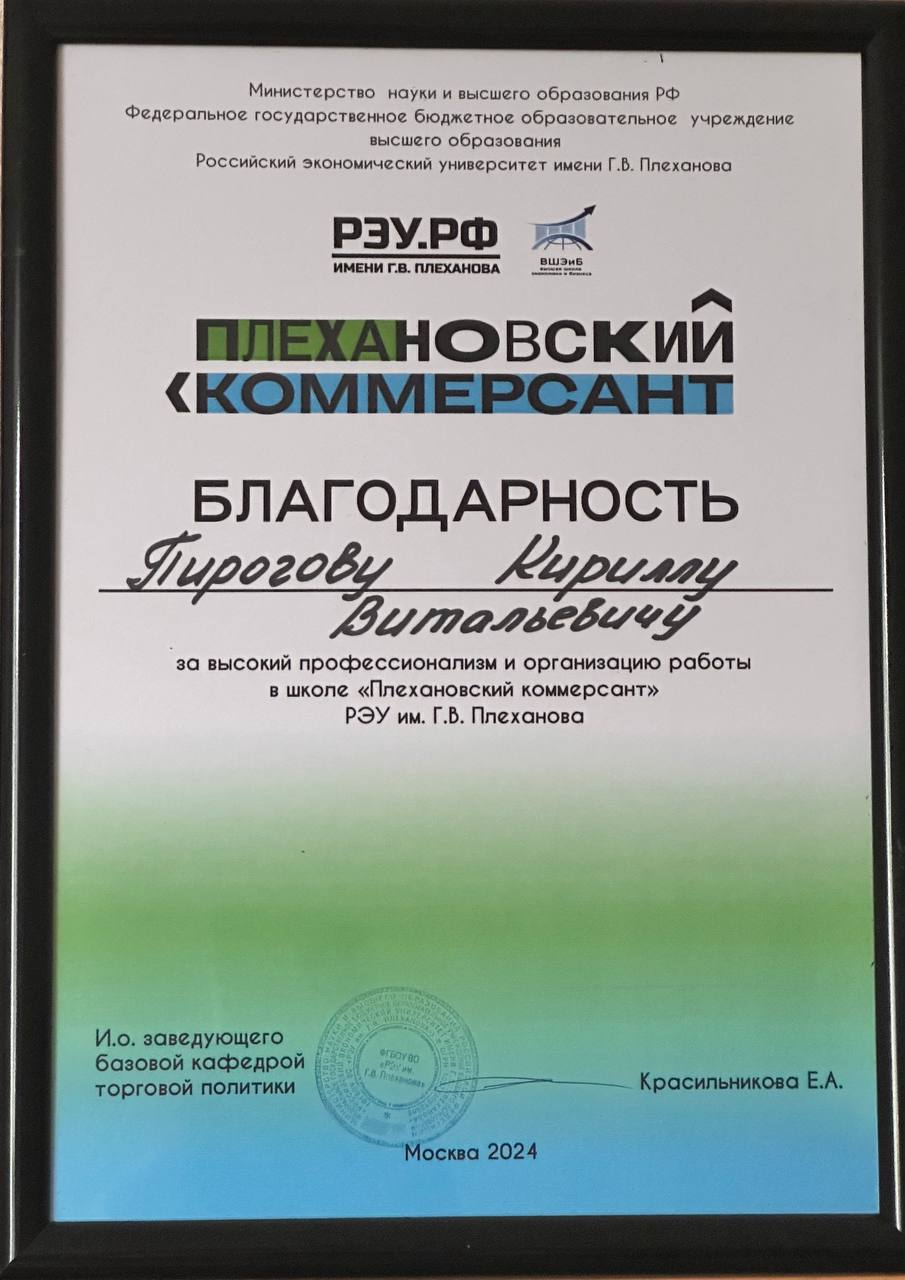 Министерство науки и высшего образования РФ
Федеральное государственное бюджетное образовательное учреждение
высшего образования
Российский экономический университет имени Г.В. Плеханова
РЭУ.РФ
ИМЕНИ Г.В. ПЛЕХАНОВА
ВШЭиБ
высшая школа
экономики и бизнеса
ПЛЕХАНОВСКИЙ
КОММЕРСАНТ
БЛАГОДАРНОСТЬ
Пирогову Кириллу
Витальевичу
за высокий профессионализм и организацию работы
в школе «Плехановский коммерсант»
РЭУ им. Г.В. Плеханова
И.о. заведующего
базовой кафедрой
торговой политики
ФГБОУ ВО
«РЭУ им.
Г.В. Плеханова»
Красильникова Е.А.
Москва 2024